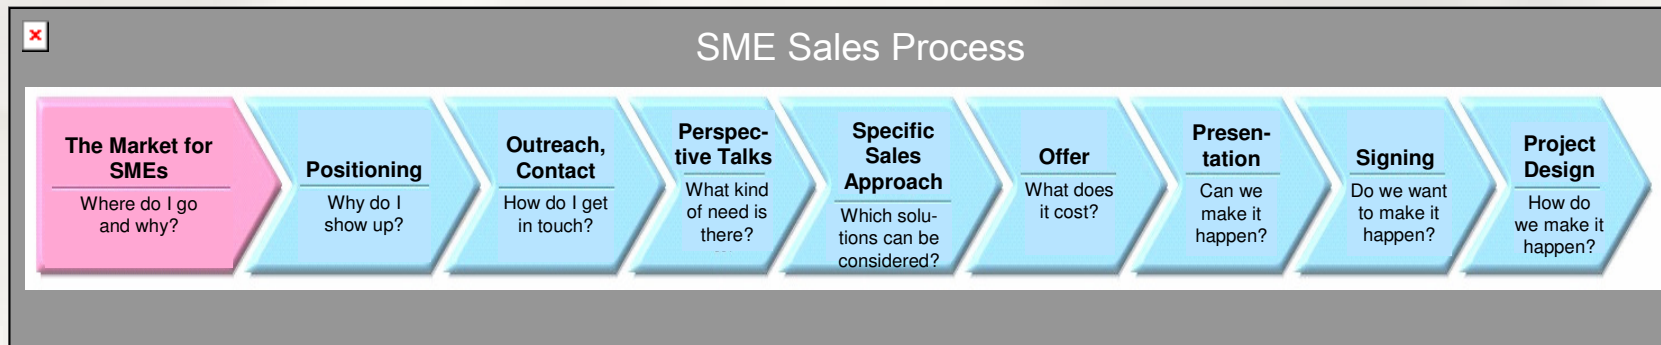 SME Sales Process
The Market for
SMEs
Where do I go
and why?
Positioning
Why do I
show up?
Outreach,
Contact
How do I get
in touch?
Perspec-
tive Talks
What kind
of need is
there?
Specific
Sales
Approach
Which solu-
tions can be
considered?
Offer
What does
it cost?
Presen-
tation
Can we
make it
happen?
Signing
Do we want
to make it
happen?
Project
Design
How do
we make it
happen?